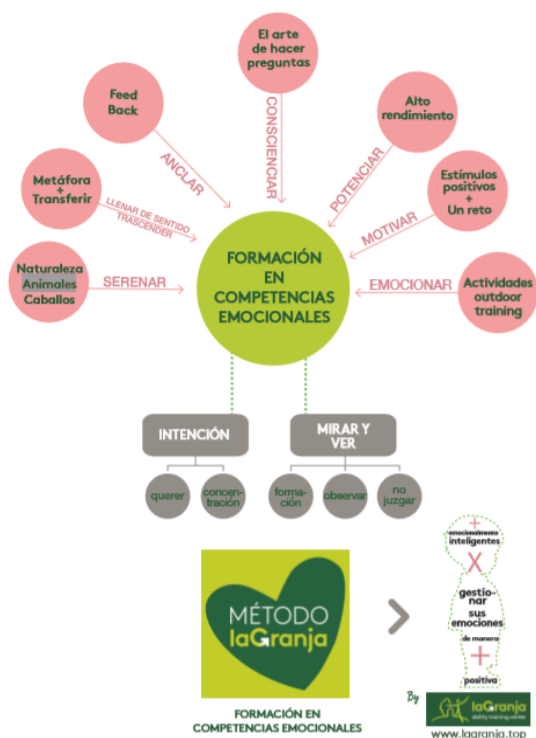 El arte
de hacer
preguntas
CONSCIENCIAR
Feed
Back
ANCLAR
Alto
rendimiento
POTENCIAR
Metáfora
+
Transferir
LLENAR DE SENTIDO
TRASCENDER
Estímulos
positivos
+
Un reto
MOTIVAR
Naturaleza
Animales
Caballos
SERENAR
FORMACIÓN
EN
COMPETENCIAS
EMOCIONALES
EMOCIONAR
Actividades
outdoor
training
INTENCIÓN
MIRAR Y
VER
querer
concen-
tración
forma-
ción
observar
no
juzgar
MÉTODO
laGranja
FORMACIÓN EN
COMPETENCIAS EMOCIONALES
>
+
emocionalmente
inteligentes
X
gestio-
nar
sus
emociones
de manera
+
positiva
By
laGranja
ability training center
www.lagranja.top